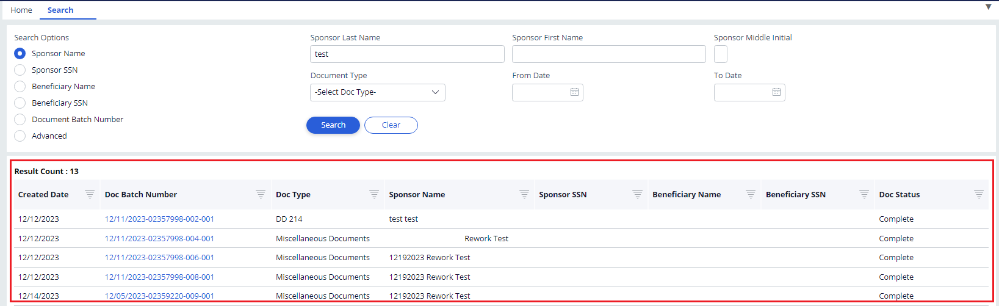 Home Search
Search Options
Sponsor Name
Sponsor SSN
Beneficiary Name
Beneficiary SSN
Document Batch Number
Advanced
Sponsor Last Name Sponsor First Name Sponsor Middle Initial
test
Document Type From Date To Date
-Select Doc Type-
Search Clear
Result Count : 13
Created Date Doc Batch Number Doc Type Sponsor Name Sponsor SSN Beneficiary Name Beneficiary SSN Doc Status
12/12/2023 12/11/2023-02357998-002-001 DD 214 test test Complete
12/12/2023 12/11/2023-02357998-004-001 Miscellaneous Documents Rework Test Complete
12/12/2023 12/11/2023-02357998-006-001 Miscellaneous Documents 12192023 Rework Test Complete
12/12/2023 12/11/2023-02357998-008-001 Miscellaneous Documents 12192023 Rework Test Complete
12/14/2023 12/05/2023-02359220-009-001 Miscellaneous Documents 12192023 Rework Test Complete